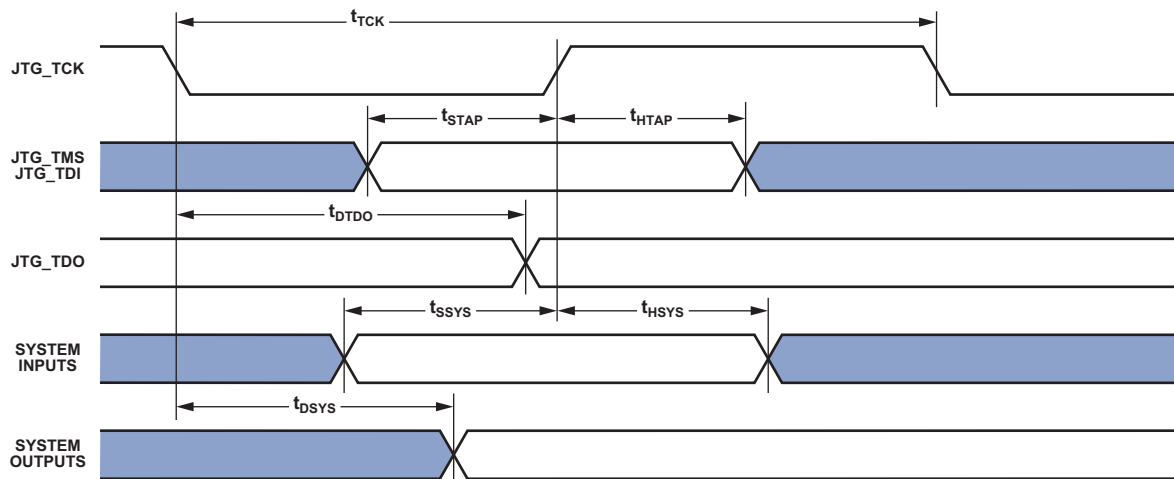 tTCK
JTG_TCK
tSTAP
tHTAP
JTG_TMS
JTG_TDI
tDTDO
JTG_TDO
tSSYS
tHSYS
SYSTEM
INPUTS
tDSYS
SYSTEM
OUTPUTS